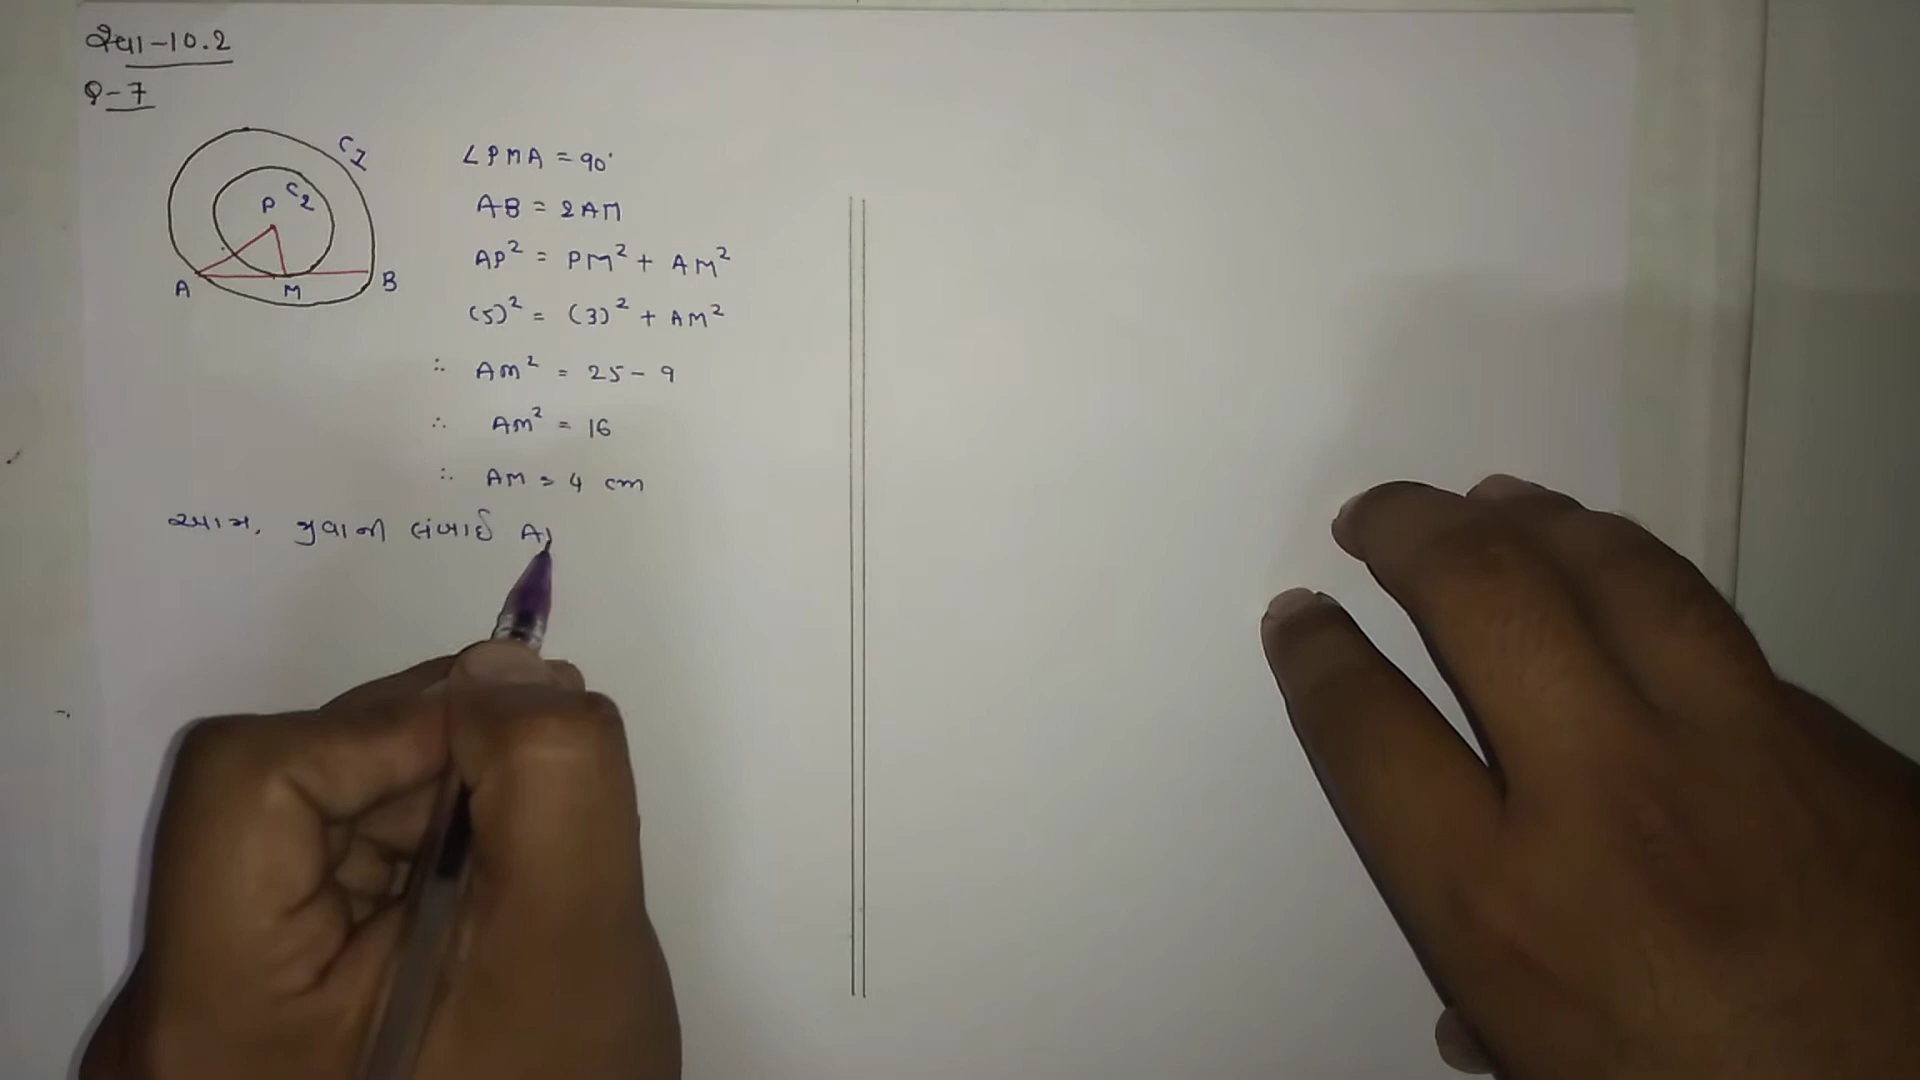 સ્વા-10.2
Q-7
C1
C2
P
A
M
B
∠PMA = 90°
AB = 2AM
AP² = PM² + AM²
(5)² = (3)² + AM²
∴ AM² = 25 - 9
∴ AM² = 16
∴ AM = 4 cm
આમ, જીવાની લંબાઈ A